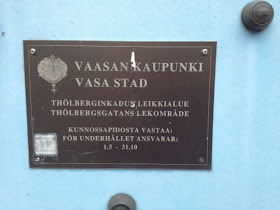 VAASAN KAUPUNKI
VASA STAD
THÖLBERGINKADUN LEIKKIALUE
THÖLBERGSGATANS LEKOMRÅDE
KUNNOSSAPIDOSTA VASTAA:
FÖR UNDERHÅLLET ANSVARAR:
1.5 - 31.10